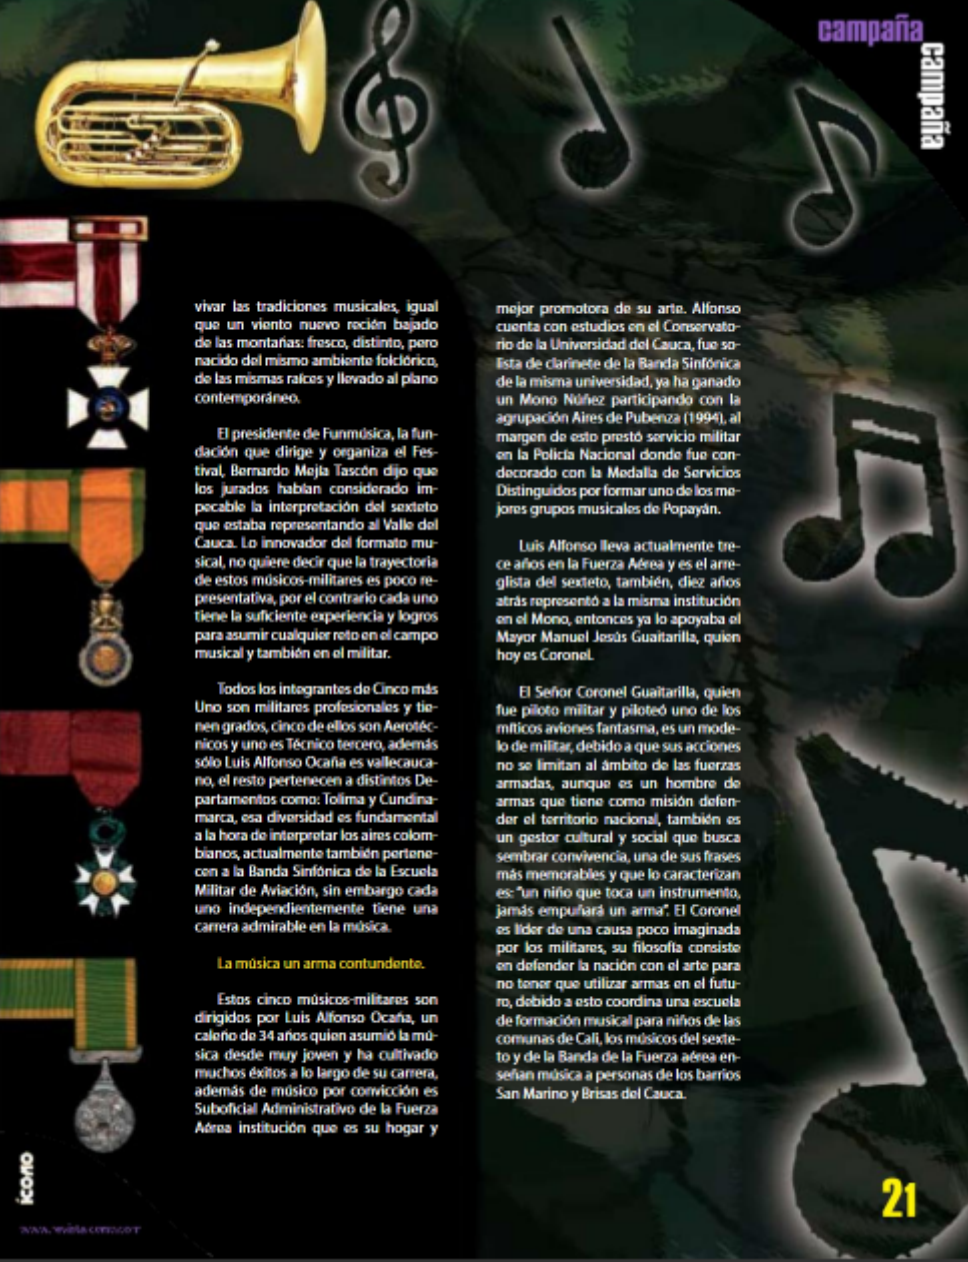 campaña
campaña
vivar las tradiciones musicales, igual
que un viento nuevo recién bajado
de las montañas: fresco, distinto, pero
nacido del mismo ambiente folclórico,
de las mismas raíces y llevado al plano
contemporáneo.
El presidente de Funmúsica, la fun-
dación que dirige y organiza el Fes-
tival, Bernardo Mejía Tascón dijo que
los jurados habían considerado im-
pecable la interpretación del sexteto
que estaba representando al Valle del
Cauca. Lo innovador del formato mu-
sical, no quiere decir que la trayectoria
de estos músicos-militares es poco re-
presentativa, por el contrario cada uno
tiene la suficiente experiencia y logros
para asumir cualquier reto en el campo
musical y también en el militar.
Todos los integrantes de Cinco más
Uno son militares profesionales y tie-
nen grados, cinco de ellos son Aerotéc-
nicos y uno es Técnico tercero, además
sólo Luis Alfonso Ocaña es vallecauca-
no, el resto pertenecen a distintos De-
partamentos como: Tolima y Cundina-
marca, esa diversidad es fundamental
a la hora de interpretar los aires colom-
bianos, actualmente también pertene-
cen a la Banda Sinfónica de la Escuela
Militar de Aviación, sin embargo cada
uno independientemente tiene una
carrera admirable en la música.
La música un arma contundente.
Estos cinco músicos-militares son
dirigidos por Luis Alfonso Ocaña, un
caleño de 34 años quien asumió la mú-
sica desde muy joven y ha cultivado
muchos éxitos a lo largo de su carrera,
además de músico por convicción es
Suboficial Administrativo de la Fuerza
Aérea institución que es su hogar y
mejor promotora de su arte. Alfonso
cuenta con estudios en el Conservato-
rio de la Universidad del Cauca, fue so-
lista de clarinete de la Banda Sinfónica
de la misma universidad, ya ha ganado
un Mono Núñez participando con la
agrupación Aires de Pubenza (1994), al
margen de esto prestó servicio militar
en la Policía Nacional donde fue con-
decorado con la Medalla de Servicios
Distinguidos por formar uno de los me-
jores grupos musicales de Popayán.
Luis Alfonso lleva actualmente tre-
ce años en la Fuerza Aérea y es el arre-
glista del sexteto, también, diez años
atrás representó a la misma institución
en el Mono, entonces ya lo apoyaba el
Mayor Manuel Jesús Guaitarilla, quien
hoy es Coronel.
El Señor Coronel Guaitarilla, quien
fue piloto militar y piloteó uno de los
míticos aviones fantasma, es un mode-
lo de militar, debido a que sus acciones
no se limitan al ámbito de las fuerzas
armadas, aunque es un hombre de
armas que tiene como misión defen-
der el territorio nacional, también es
un gestor cultural y social que busca
sembrar convivencia, una de sus frases
más memorables y que lo caracterizan
es: "un niño que toca un instrumento,
jamás empuñará un arma". El Coronel
es líder de una causa poco imaginada
por los militares, su filosofía consiste
en defender la nación con el arte para
no tener que utilizar armas en el futu-
ro, debido a esto coordina una escuela
de formación musical para niños de las
comunas de Cali, los músicos del sexte-
to y de la Banda de la Fuerza aérea en-
señan música a personas de los barrios
San Marino y Brisas del Cauca.
ícono
21